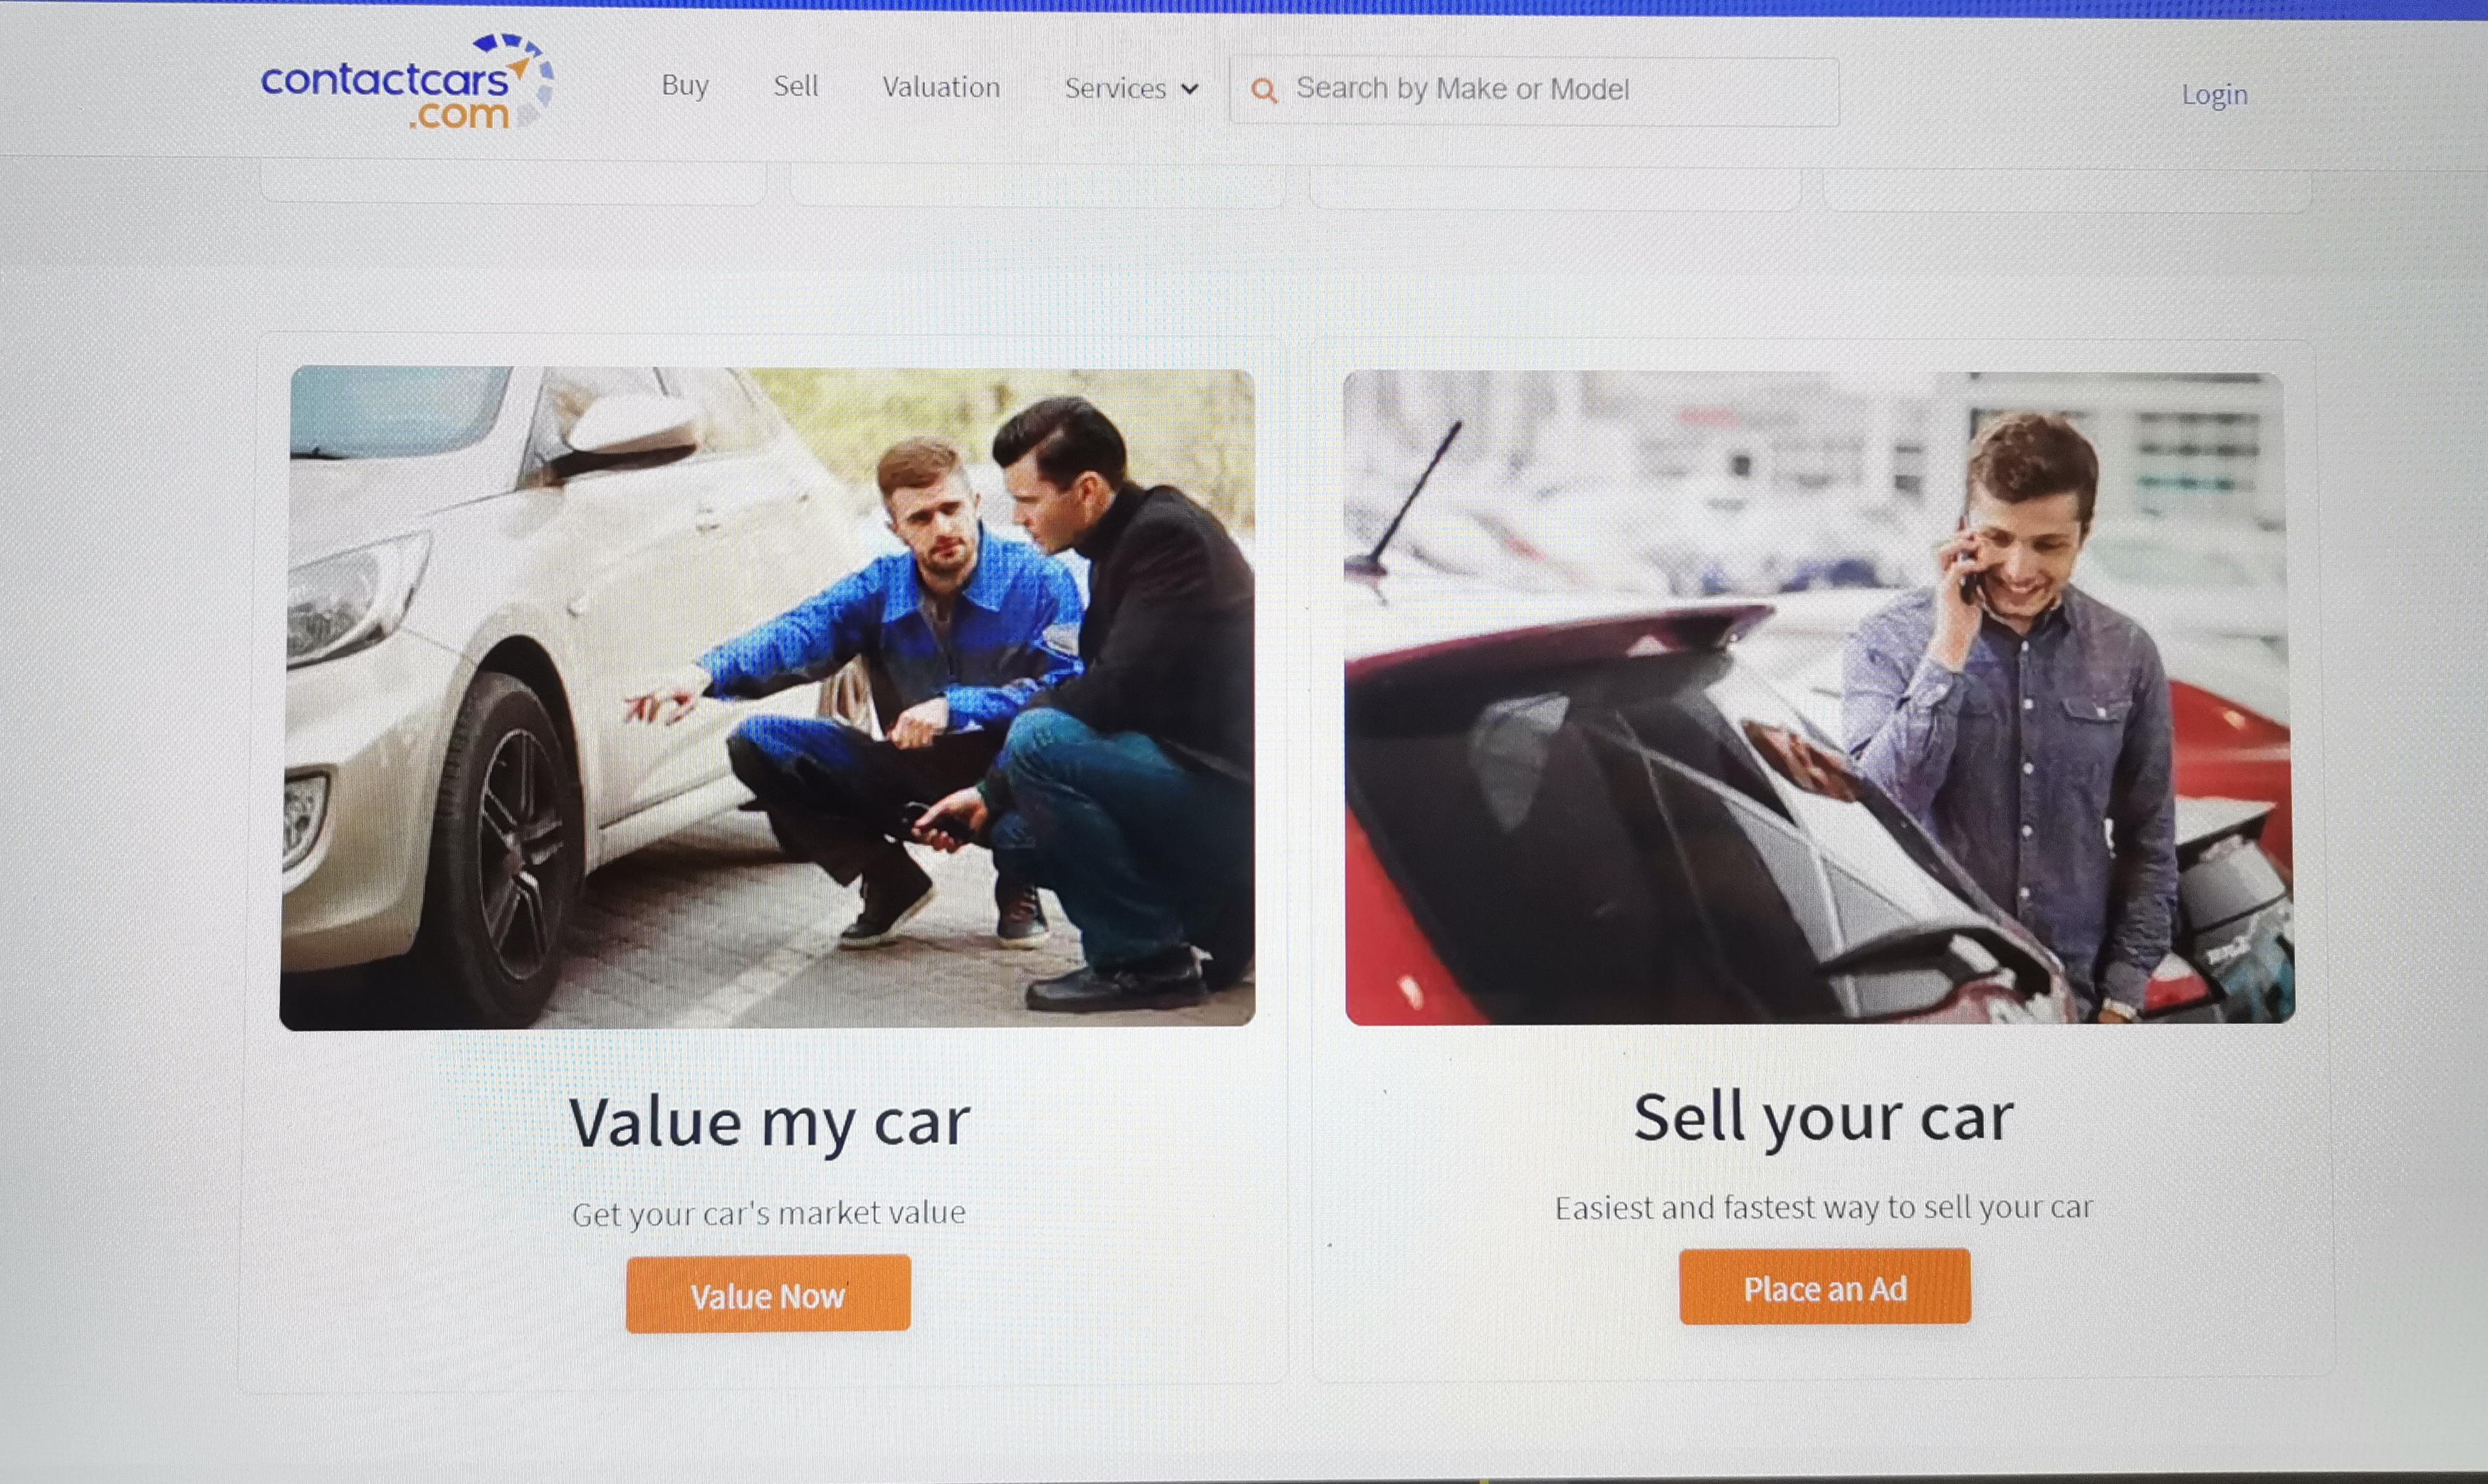 contactcars
.com
Buy
Sell
Valuation
Services
Search by Make or Model
Login
Value my car
Get your car's market value
Value Now
Sell your car
Easiest and fastest way to sell your car
Place an Ad